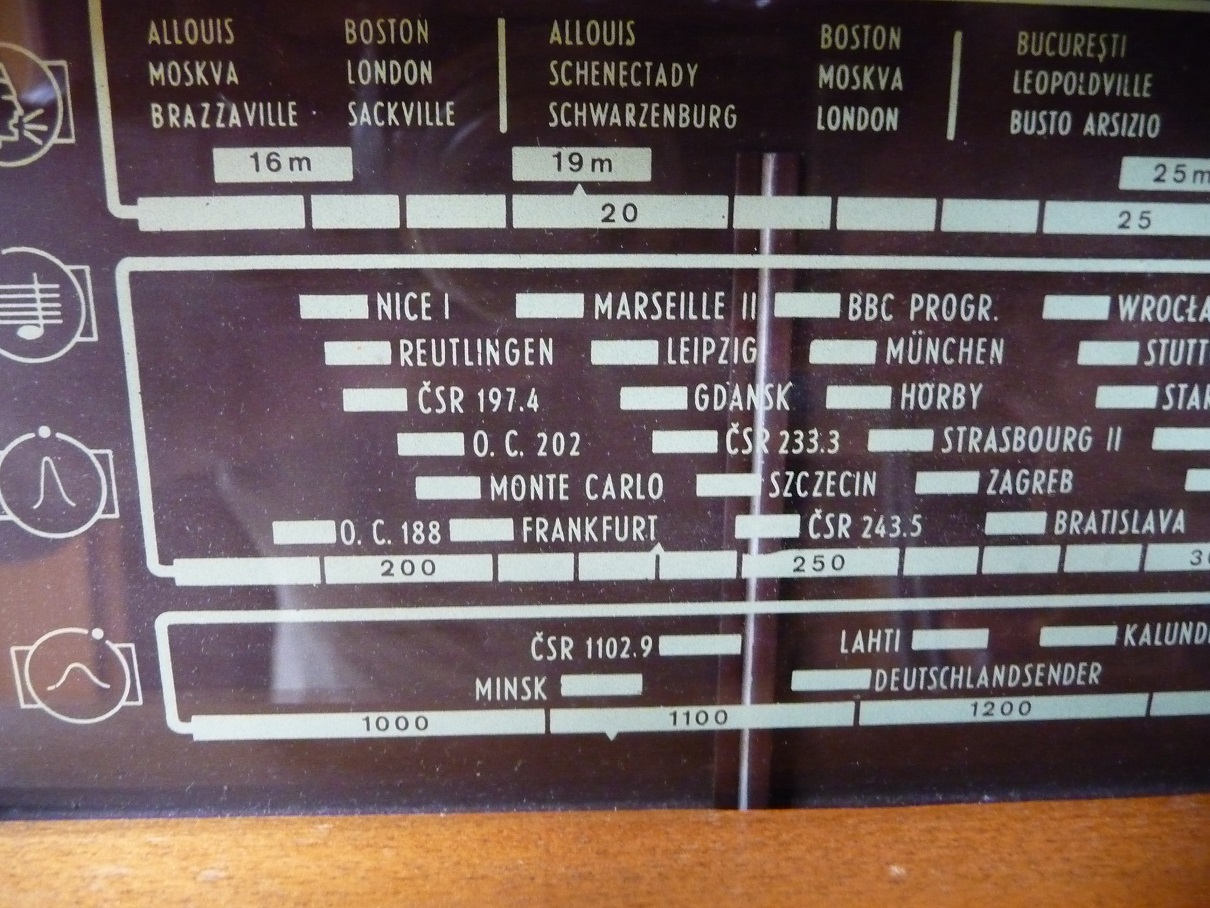 ALLOUIS BOSTON ALLOUIS BOSTON BUCUREŞTI
MOSKVA LONDON SCHENECTADY MOSKVA LEOPOLDVILLE
BRAZZAVILLE SACKVILLE SCHWARZENBURG LONDON BUSTO ARSIZIO
16m 19m 25m
20 25
NICE I MARSEILLE II BBC PROGR.
REUTLINGEN LEIPZIG MÜNCHEN
ČSR 197.4 GDAŃSK HÖRBY
O. C. 202 ČSR 233.3 STRASBOURG II
MONTE CARLO SZCZECIN ZAGREB
O. C. 188 FRANKFURT ČSR 243.5 BRATISLAVA
200 250
ČSR 1102.9 LAHTI
MINSK DEUTSCHLANDSENDER
1000 1100 1200